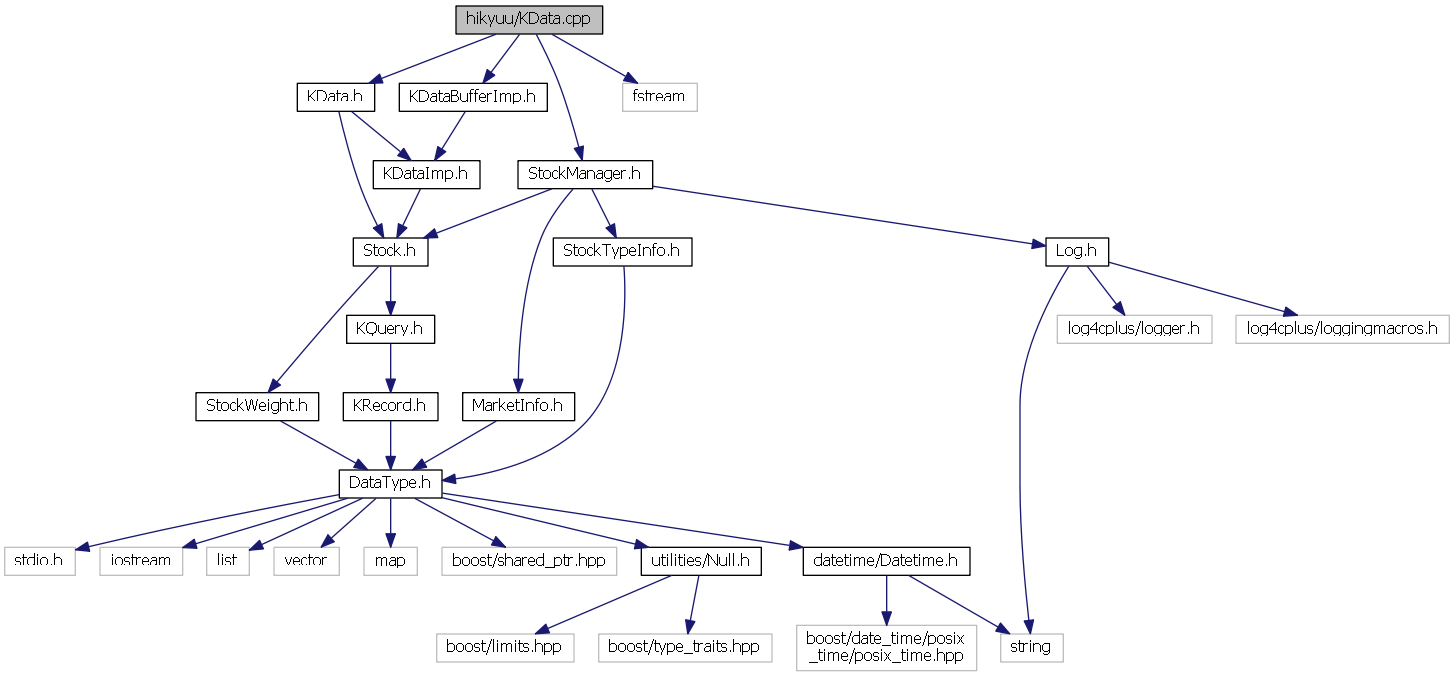 hikyuu/KData.cpp
KData.h
KDataBufferImp.h
fstream
KDataImp.h
StockManager.h
Stock.h
StockTypeInfo.h
Log.h
KQuery.h
log4cplus/logger.h
log4cplus/loggingmacros.h
StockWeight.h
KRecord.h
MarketInfo.h
DataType.h
stdio.h
iostream
list
vector
map
boost/shared_ptr.hpp
utilities/Null.h
datetime/Datetime.h
boost/limits.hpp
boost/type_traits.hpp
boost/date_time/posix
_time/posix_time.hpp
string